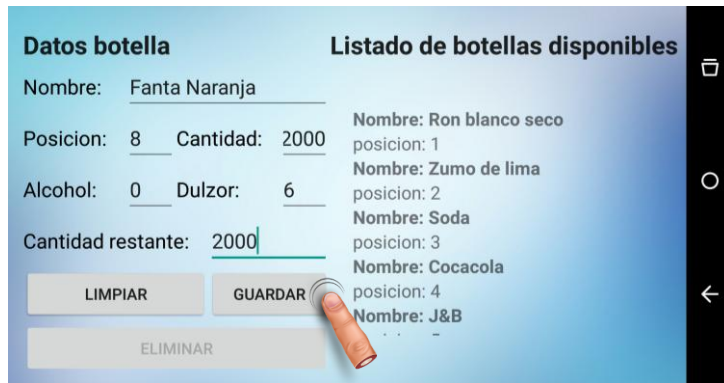 Datos botella
Nombre: Fanta Naranja
Posicion: 8 Cantidad: 2000
Alcohol: 0 Dulzor: 6
Cantidad restante: 2000
LIMPIAR GUARDAR
ELIMINAR
Listado de botellas disponibles
Nombre: Ron blanco seco
posicion: 1
Nombre: Zumo de lima
posicion: 2
Nombre: Soda
posicion: 3
Nombre: Cocacola
posicion: 4
Nombre: J&B